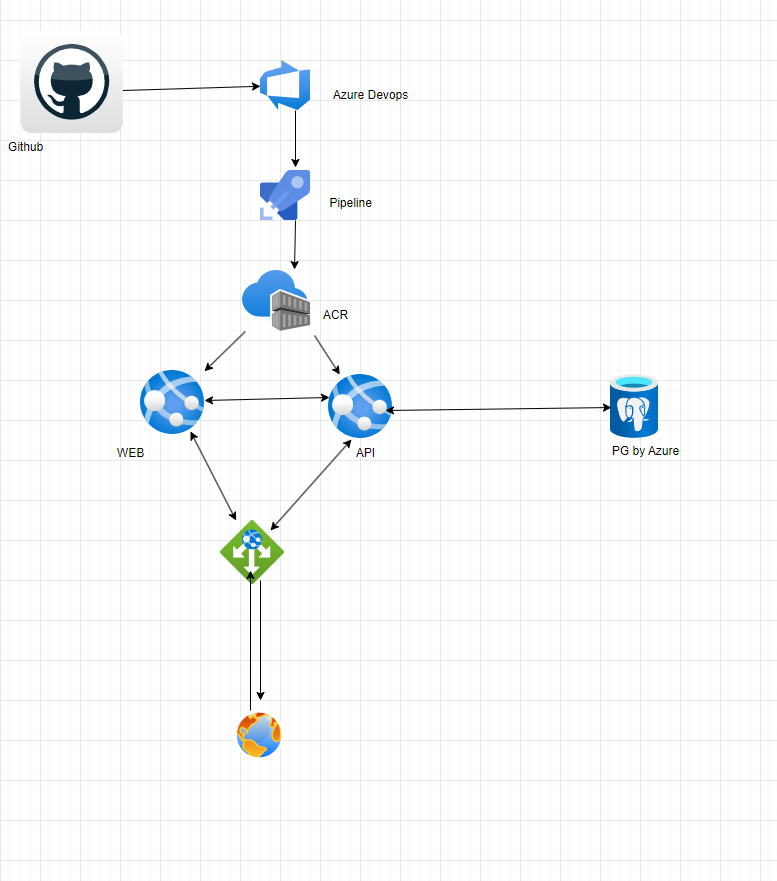 Azure Devops
Github
Pipeline
ACR
WEB
API
PG by Azure